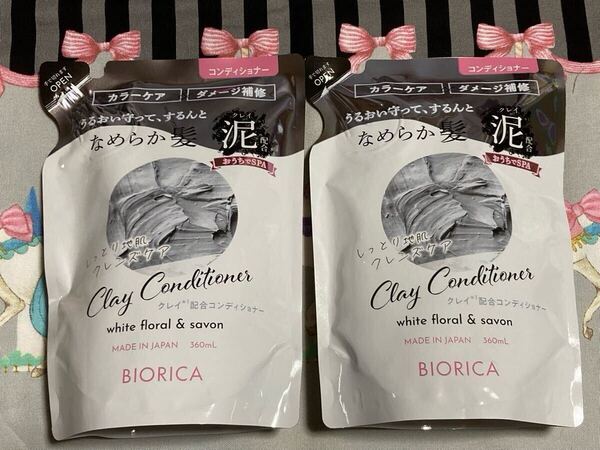 手で切れます
OPEN
コンディショナー
カラーケア
ダメージ補修
うるおい守って、するんと
なめらか髪
クレイ
泥
配合
おうちでSPA
しっとり地肌
クレンズケア
Clay Conditioner
クレイ※1配合コンディショナー
white floral & savon
MADE IN JAPAN 360mL
BIORICA
OPEN
コンディショナー
カラーケア
ダメージ補修
うるおい守って、するんと
なめらか髪
クレイ
泥
配合
おうちでSPA
しっとり地肌
クレンズケア
Clay Conditioner
クレイ※1配合コンディショナー
white floral & savon
MADE IN JAPAN 360mL
BIORICA